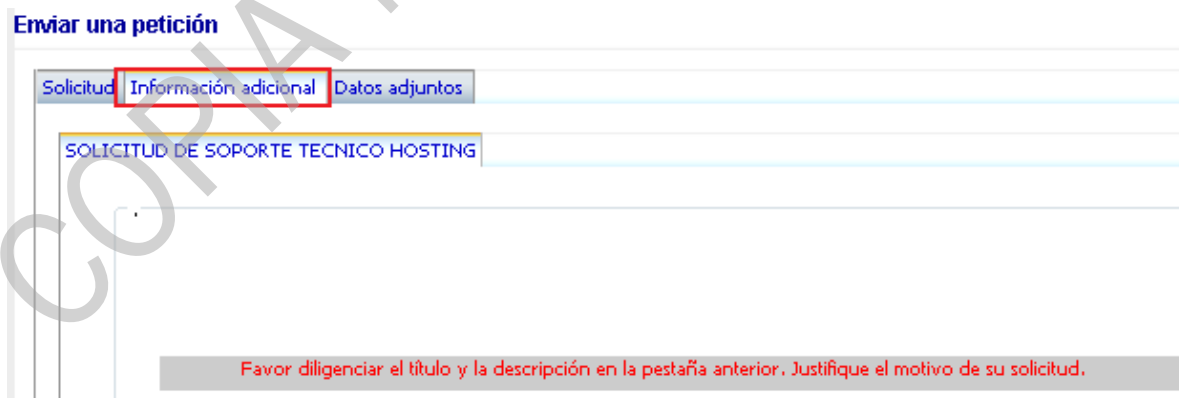 Enviar una petición
Solicitud Información adicional Datos adjuntos
SOLICITUD DE SOPORTE TECNICO HOSTING
Favor diligenciar el título y la descripción en la pestaña anterior. Justifique el motivo de su solicitud.
COPIA